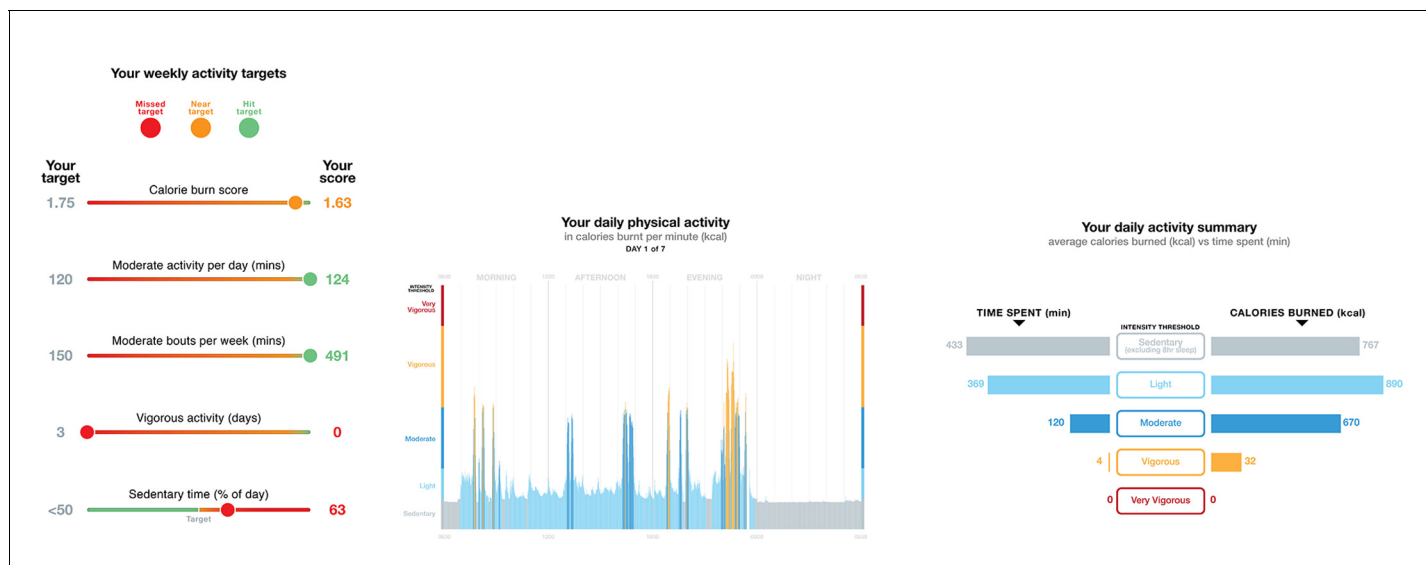 Your weekly activity targets
Missed target
Near target
Hit target
Your target
Your score
Calorie burn score
1.75
1.63
Moderate activity per day (mins)
120
124
Moderate bouts per week (mins)
150
491
Vigorous activity (days)
3
0
Sedentary time (% of day)
<50
63
Target
Your daily physical activity
in calories burnt per minute (kcal)
DAY 1 of 7
MORNING
1200
AFTERNOON
EVENING
NIGHT
INTENSITY THRESHOLD
Very Vigorous
Vigorous
Moderate
Light
Sedentary
1200
Your daily activity summary
average calories burned (kcal) vs time spent (min)
TIME SPENT (min)
CALORIES BURNED (kcal)
INTENSITY THRESHOLD
433
Sedentary
(excluding 8hr sleep)
767
369
Light
890
120
Moderate
670
4
Vigorous
32
0
Very Vigorous
0